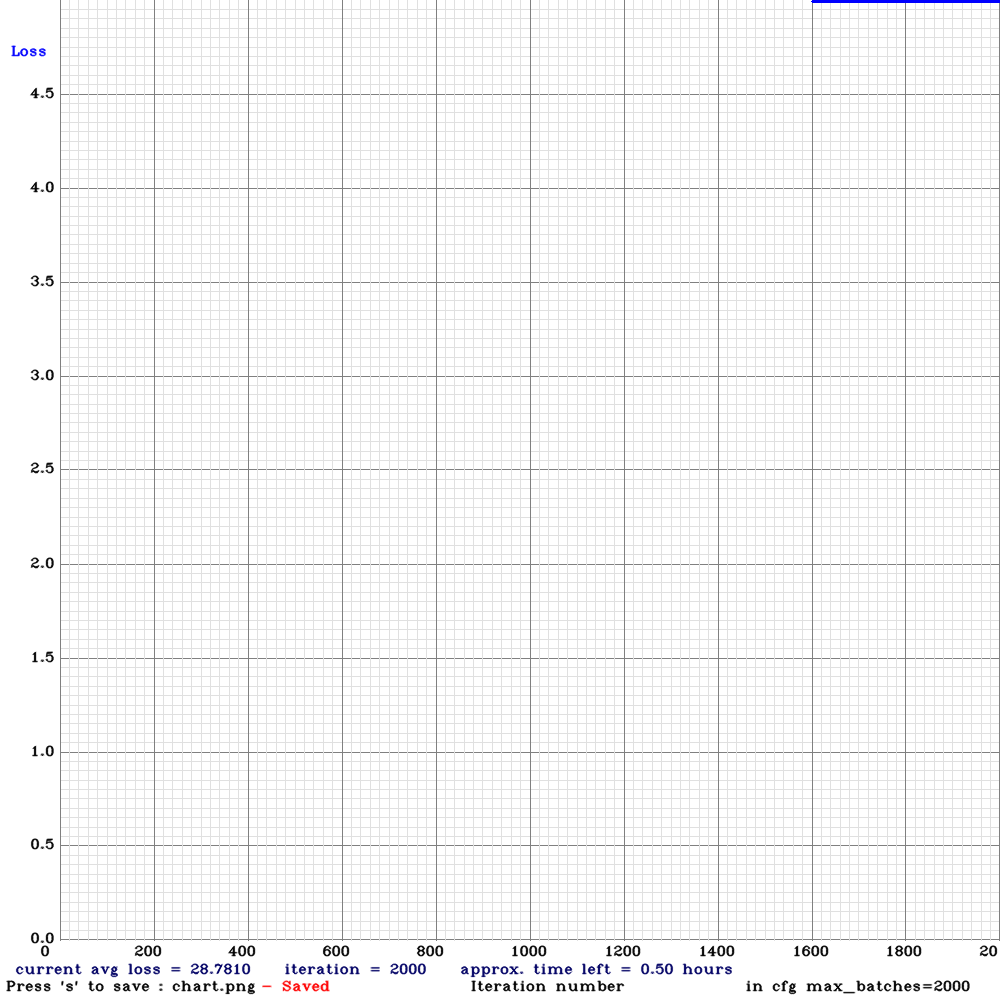 Loss
4.5
4.0
3.5
3.0
2.5
2.0
1.5
1.0
0.5
0.0
0 200 400 600 800 1000 1200 1400 1600 1800 20
current avg loss = 28.7810 iteration = 2000 approx. time left = 0.50 hours
Press 's' to save : chart.png - Saved Iteration number in cfg max_batches=2000